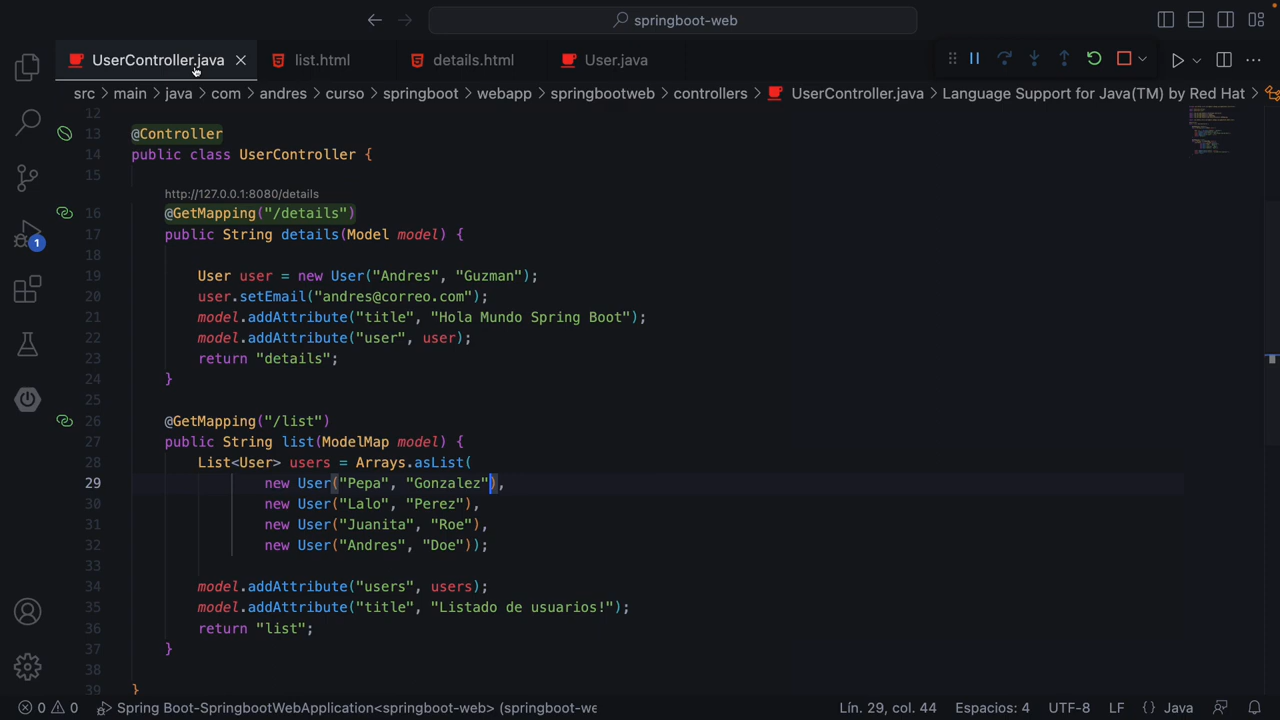 springboot-web
UserController.java list.html details.html User.java
src > main > java > com > andres > curso > springboot > webapp > springbootweb > controllers > UserController.java > Language Support for Java(TM) by Red Hat >
12
13 @Controller
14 public class UserController {
15
http://127.0.0.1:8080/details
16 @GetMapping("/details")
17 public String details(Model model) {
18
19 User user = new User("Andres", "Guzman");
20 user.setEmail("andres@correo.com");
21 model.addAttribute("title", "Hola Mundo Spring Boot");
22 model.addAttribute("user", user);
23 return "details";
24 }
25
26 @GetMapping("/list")
27 public String list(ModelMap model) {
28 List<User> users = Arrays.asList(
29 new User("Pepa", "Gonzalez"),
30 new User("Lalo", "Perez"),
31 new User("Juanita", "Roe"),
32 new User("Andres", "Doe"));
33
34 model.addAttribute("users", users);
35 model.addAttribute("title", "Listado de usuarios!");
36 return "list";
37 }
38
39 }
1
0 0 Spring Boot-SpringbootWebApplication<springboot-web> (springboot-we Lín. 29, col. 44 Espacios: 4 UTF-8 LF {} Java